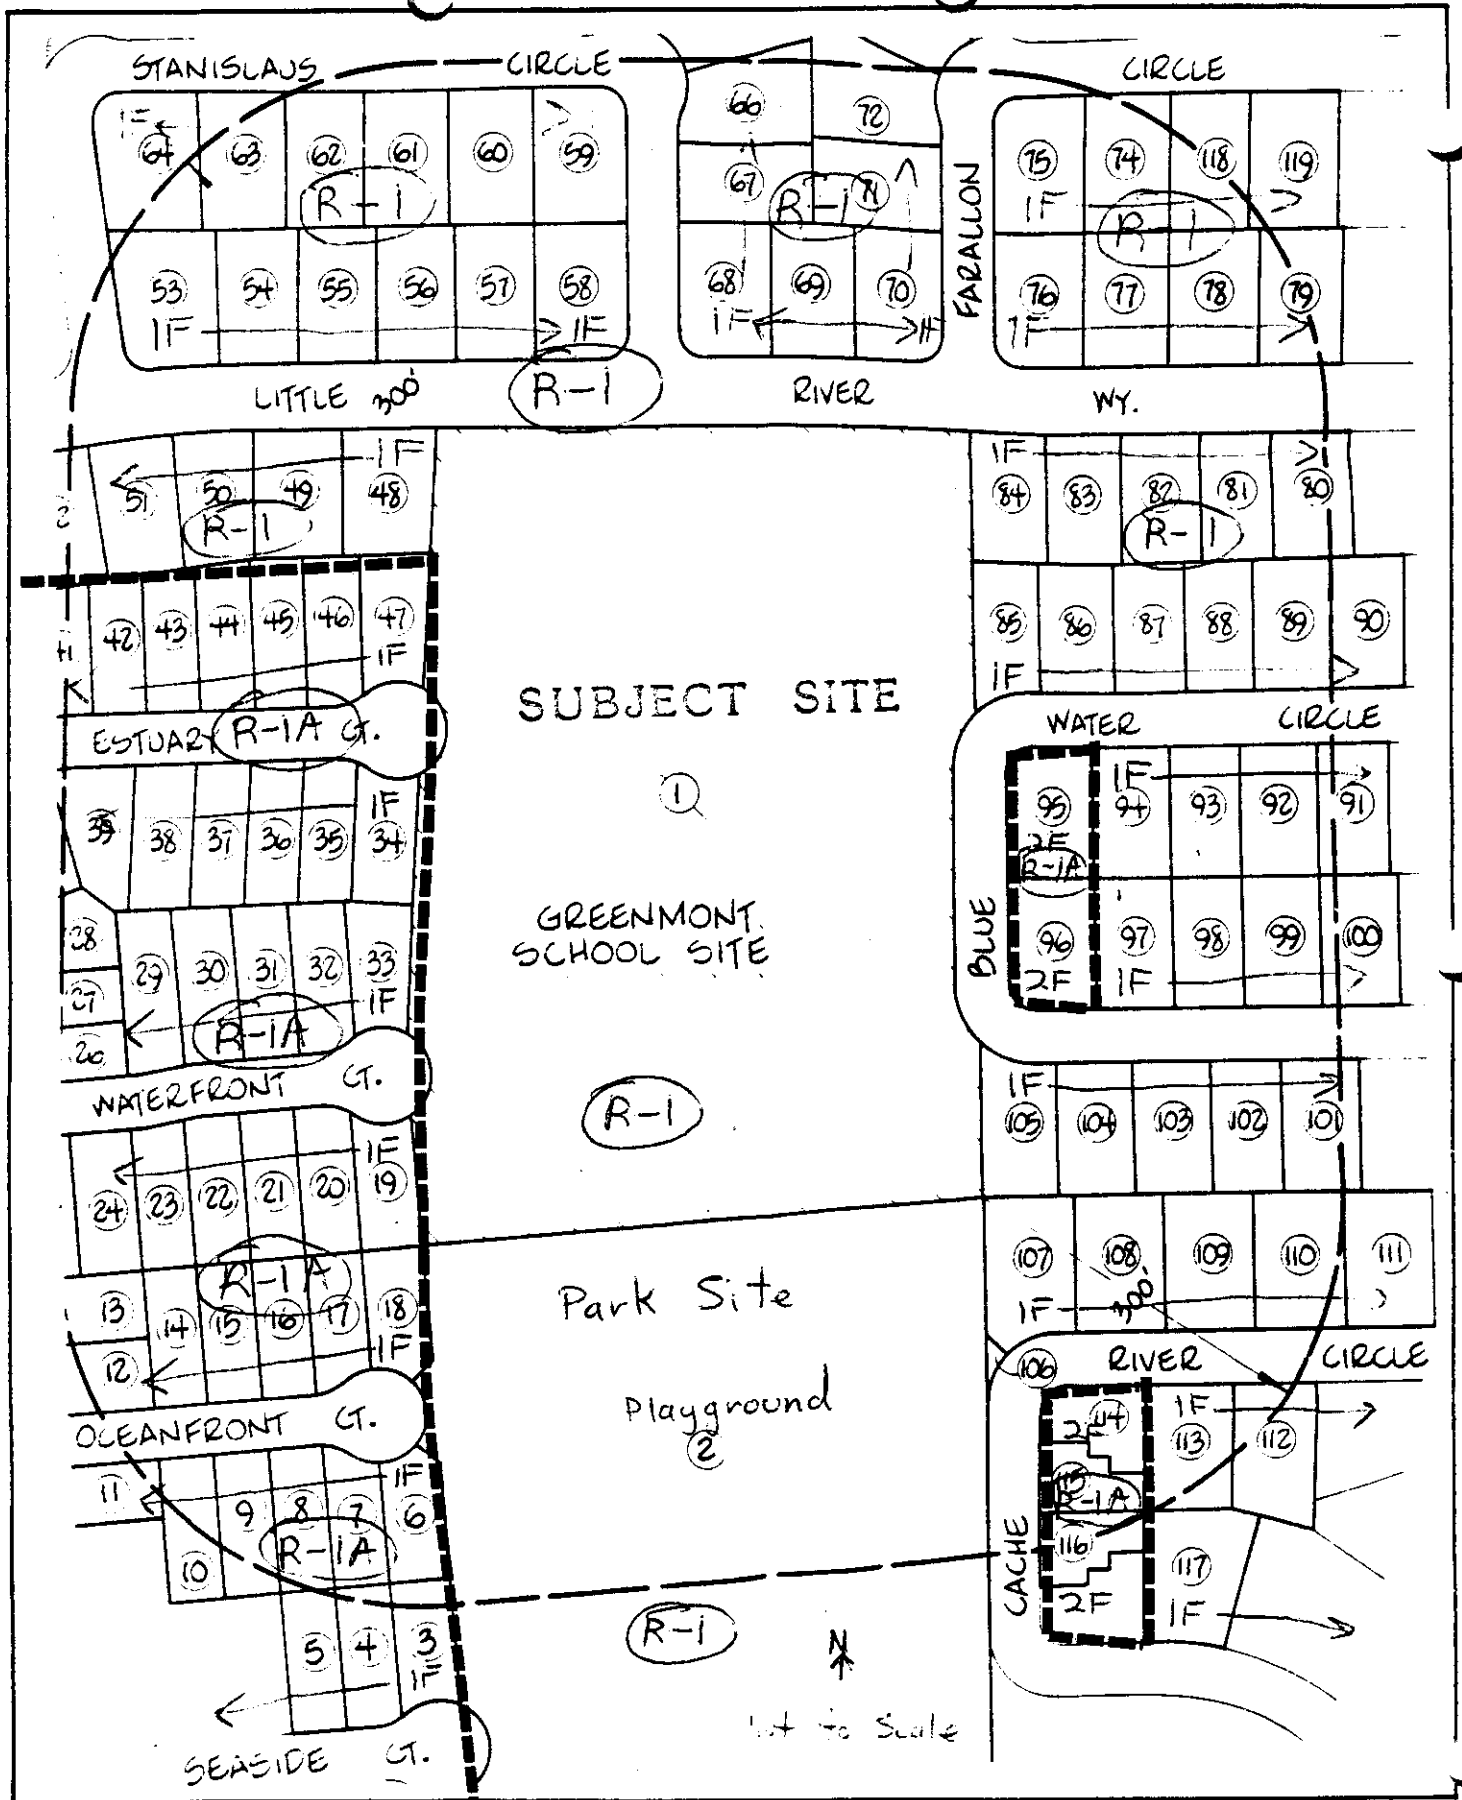 STANISLAUS CIRCLE CIRCLE
1F
64 63 62 61 60 59
R-1
53 54 55 56 57 58
1F 1F
66 72
67 71
R-1
68 69 70
1F 1F
FARALLON
75 74 118 119
1F
R-1
76 77 78 79
1F
LITTLE 300' R-1 RIVER WY.
1F
51 50 49 48
R-1
1F
84 83 82 81 80
R-1
42 43 44 45 46 47
1F
85 86 87 88 89 90
1F
SUBJECT SITE
1
ESTUARY R-1A CT.
WATER CIRCLE
1F
39 38 37 36 35 34
BLUE
95
2F
R-1A
96
2F
1F
94 93 92 91
97 98 99 100
1F
GREENMONT
SCHOOL SITE
28
27
26
29 30 31 32 33
1F
R-1A
WATERFRONT CT.
R-1
1F
105 104 103 102 101
1F
24 23 22 21 20 19
R-1A
13
12
14 15 16 17 18
1F
Park Site
107 108 109 110 111
1F 300'
106 RIVER CIRCLE
Playground
2
OCEANFRONT CT.
11
1F
10 9 8 7 6
R-1A
CACHE
114
2
115
R-1A
116
2F
1F
113 112
117
1F
R-1
5 4 3
1F
N
Not to Scale
SEASIDE CT.